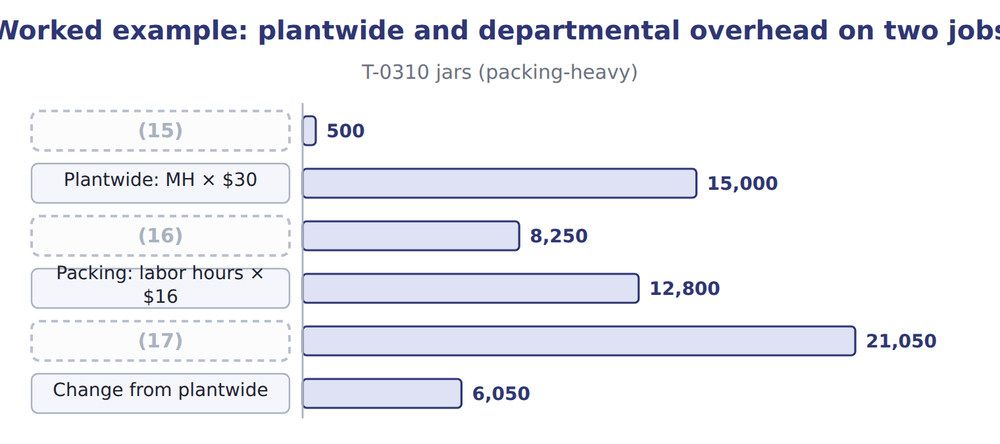 Worked example: plantwide and departmental overhead on two jobs
T-0310 jars (packing-heavy)
(15)
500
Plantwide: MH × $30
15,000
(16)
8,250
Packing: labor hours ×
$16
12,800
(17)
21,050
Change from plantwide
6,050